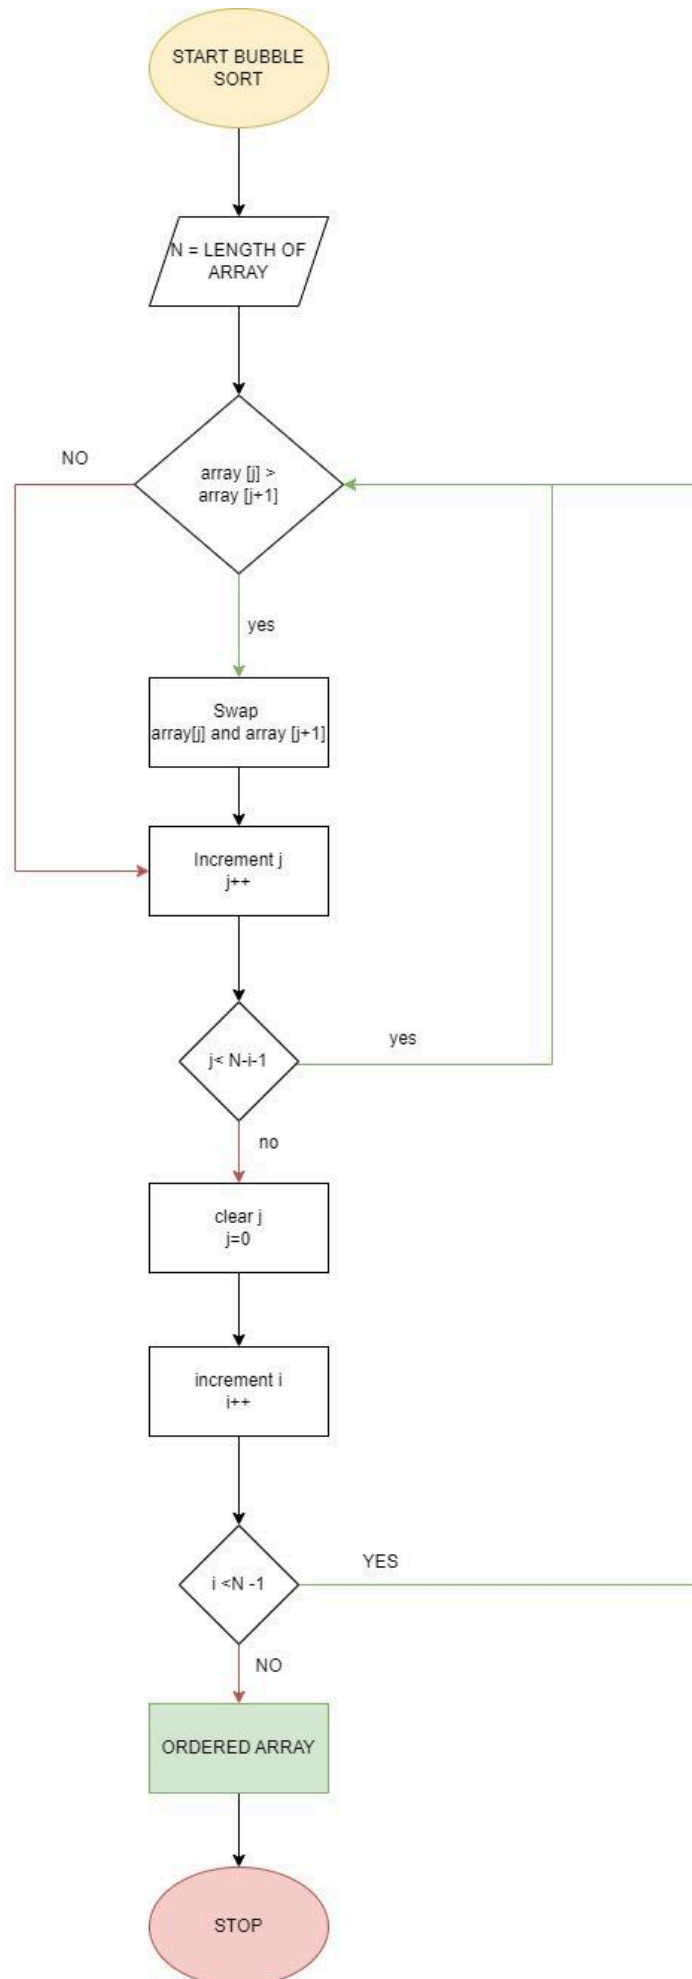 START BUBBLE
SORT
N = LENGTH OF
ARRAY
NO
array [j] >
array [j+1]
yes
Swap
array[j] and array [j+1]
Increment j
j++
j< N-i-1
yes
no
clear j
j=0
increment i
i++
i <N -1
YES
NO
ORDERED ARRAY
STOP